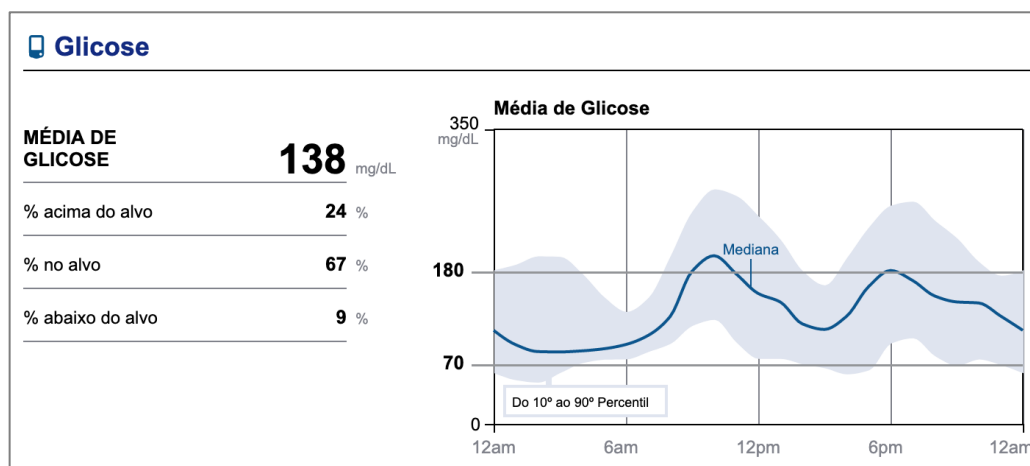 Glicose
MÉDIA DE
GLICOSE
138 mg/dL
% acima do alvo 24 %
% no alvo 67 %
% abaixo do alvo 9 %
Média de Glicose
350
mg/dL
Mediana
180
70
Do 10º ao 90º Percentil
0
12am 6am 12pm 6pm 12am